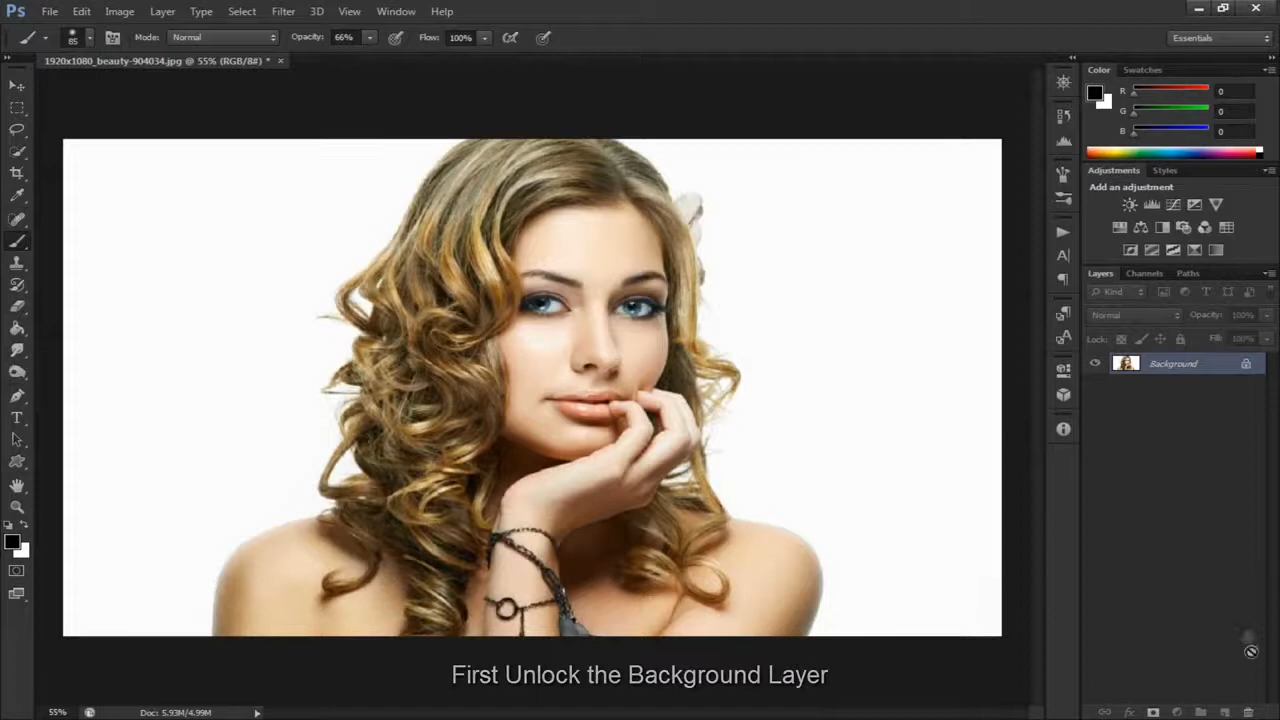 Ps File Edit Image Layer Type Select Filter 3D View Window Help
85 Mode: Normal Opacity: 66% Flow: 100% Essentials
1920x1080_beauty-904034.jpg @ 55% (RGB/8#) * ×
Color Swatches
R 0
G 0
B 0
Adjustments Styles
Add an adjustment
Layers Channels Paths
Kind
Normal Opacity: 100%
Lock: Fill: 100%
Background
First Unlock the Background Layer
55% Doc: 5.93M/4.99M